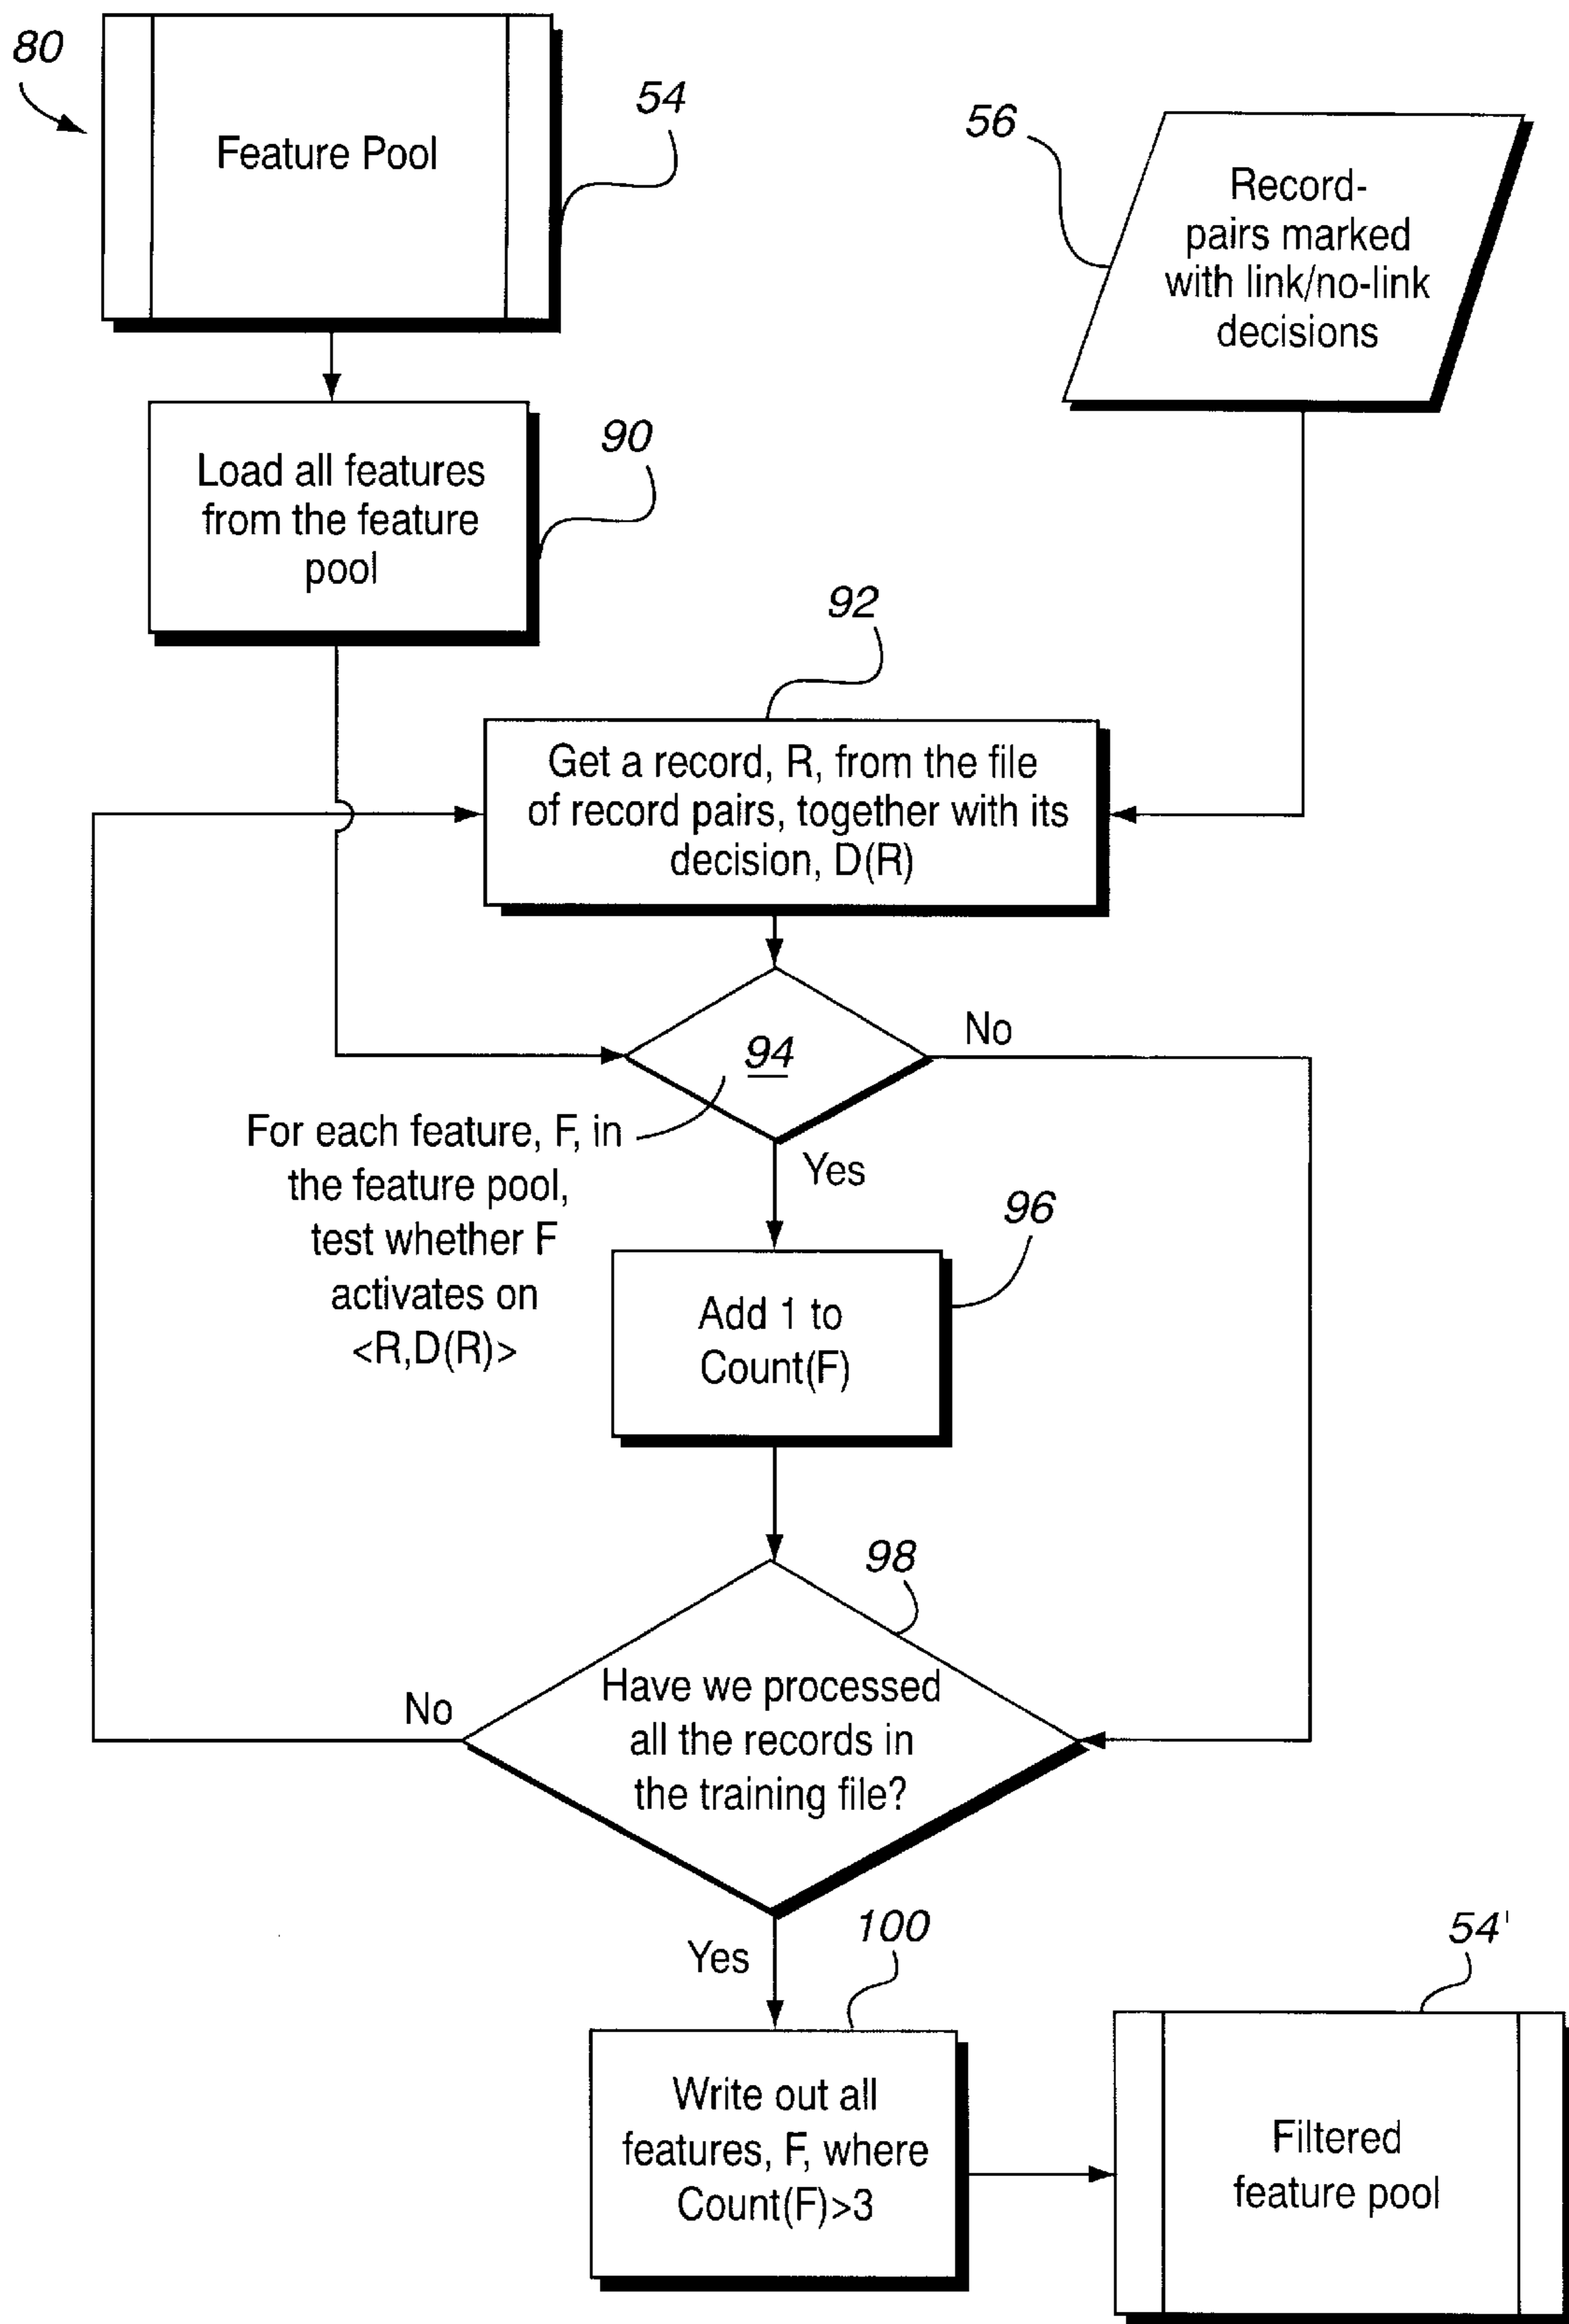 80
Feature Pool
54
56
Record-
pairs marked
with link/no-link
decisions
90
Load all features
from the feature
pool
92
Get a record, R, from the file
of record pairs, together with its
decision, D(R)
94
No
For each feature, F, in
the feature pool,
test whether F
activates on
<R,D(R)>
Yes
96
Add 1 to
Count(F)
98
Have we processed
all the records in
the training file?
No
Yes
100
54'
Write out all
features, F, where
Count(F)>3
Filtered
feature pool